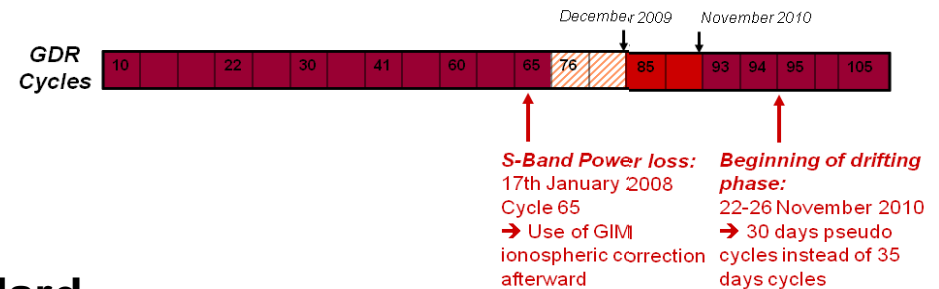 December 2009 November 2010
GDR
Cycles
10 22 30 41 60 65 76 85 93 94 95 105
S-Band Power loss:
17th January 2008
Cycle 65
➔ Use of GIM
ionospheric correction
afterward
Beginning of drifting
phase:
22-26 November 2010
➔ 30 days pseudo
cycles instead of 35
days cycles